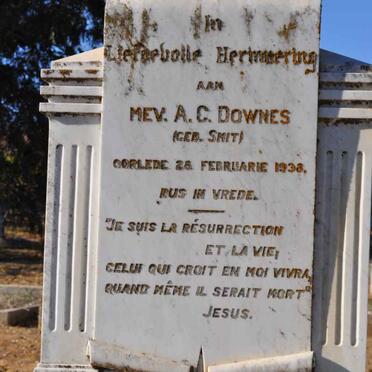 In
Liefdevolle Herinnering
AAN
MEV. A. C. DOWNES
(GEB. SMIT)
OORLEDE 28 FEBRUARIE 1938.
RUS IN VREDE.
"JE SUIS LA RÉSURRECTION
ET LA VIE;
CELUI QUI CROIT EN MOI VIVRA,
QUAND MÊME IL SERAIT MORT"
JESUS.